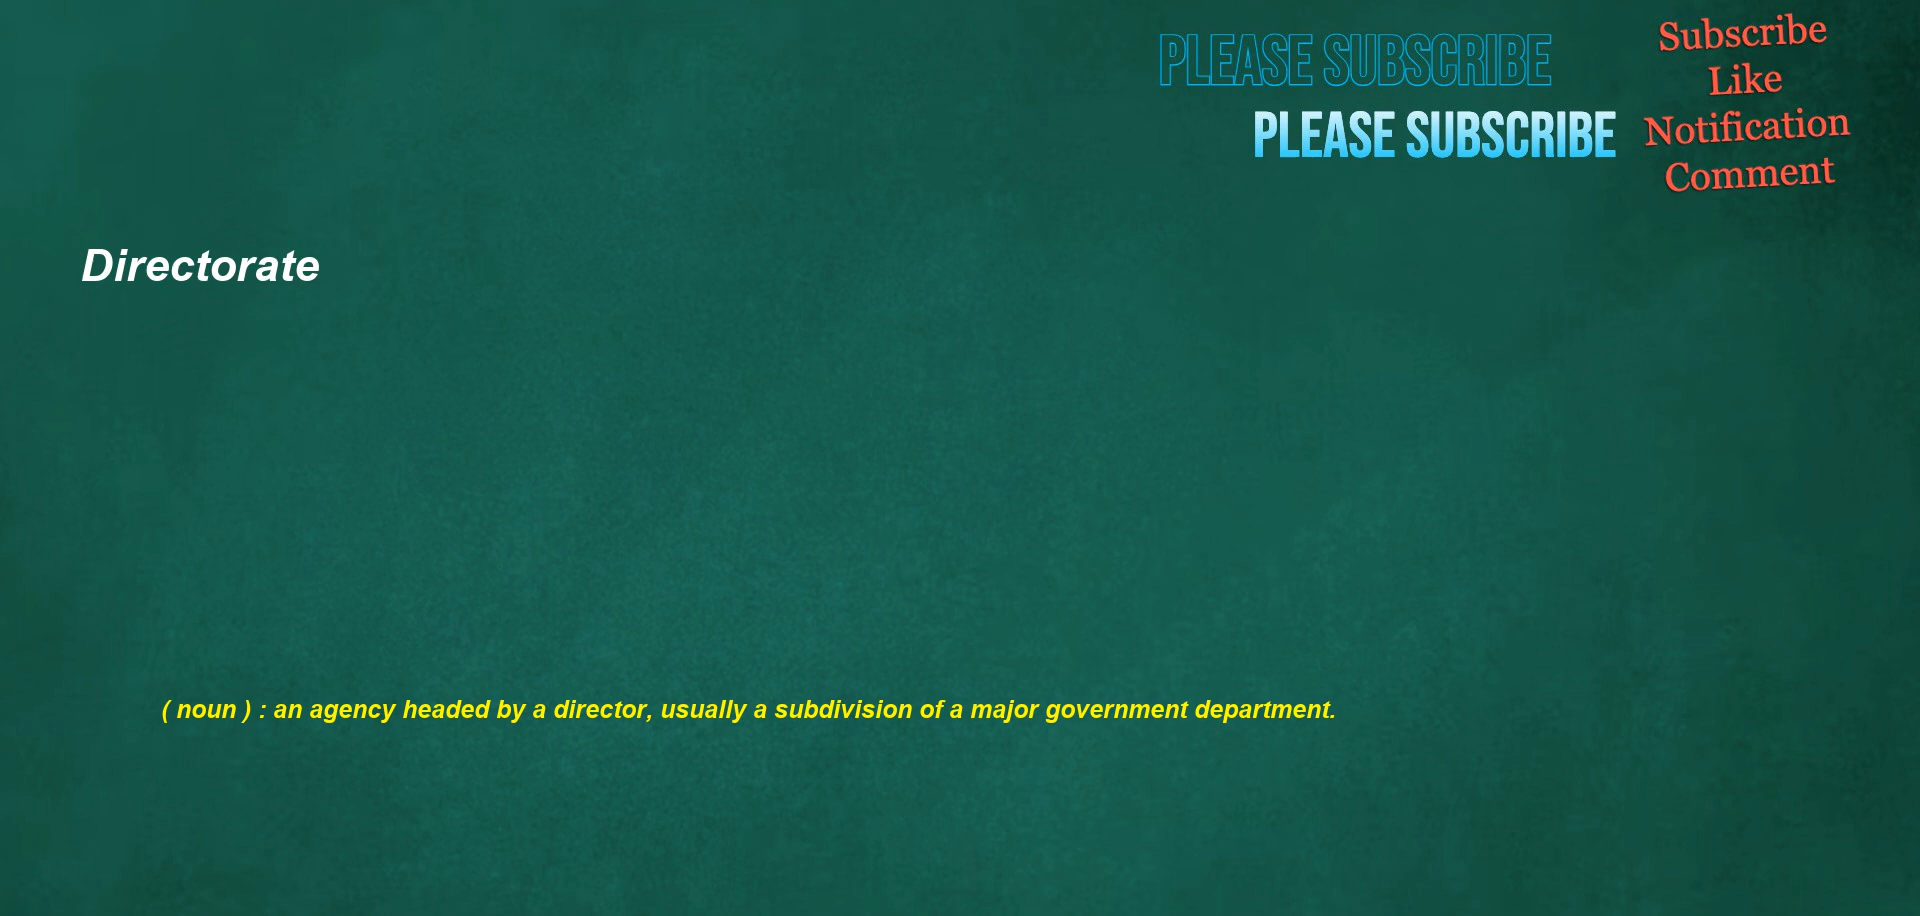 PLEASE SUBSCRIBE
PLEASE SUBSCRIBE
Subscribe
Like
Notification
Comment
Directorate
( noun ) : an agency headed by a director, usually a subdivision of a major government department.